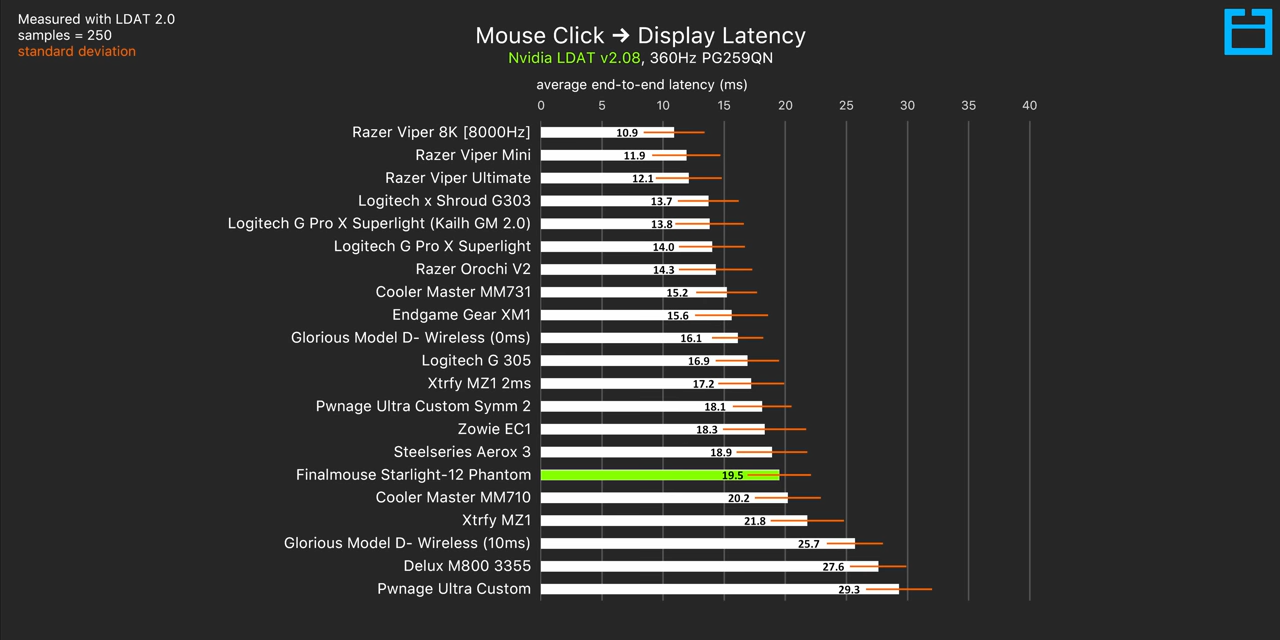 Measured with LDAT 2.0
samples = 250
standard deviation
Mouse Click → Display Latency
Nvidia LDAT v2.08, 360Hz PG259QN
average end-to-end latency (ms)
0 5 10 15 20 25 30 35 40
Razer Viper 8K [8000Hz] 10.9
Razer Viper Mini 11.9
Razer Viper Ultimate 12.1
Logitech x Shroud G303 13.7
Logitech G Pro X Superlight (Kailh GM 2.0) 13.8
Logitech G Pro X Superlight 14.0
Razer Orochi V2 14.3
Cooler Master MM731 15.2
Endgame Gear XM1 15.6
Glorious Model D- Wireless (0ms) 16.1
Logitech G 305 16.9
Xtrfy MZ1 2ms 17.2
Pwnage Ultra Custom Symm 2 18.1
Zowie EC1 18.3
Steelseries Aerox 3 18.9
Finalmouse Starlight-12 Phantom 19.5
Cooler Master MM710 20.2
Xtrfy MZ1 21.8
Glorious Model D- Wireless (10ms) 25.7
Delux M800 3355 27.6
Pwnage Ultra Custom 29.3